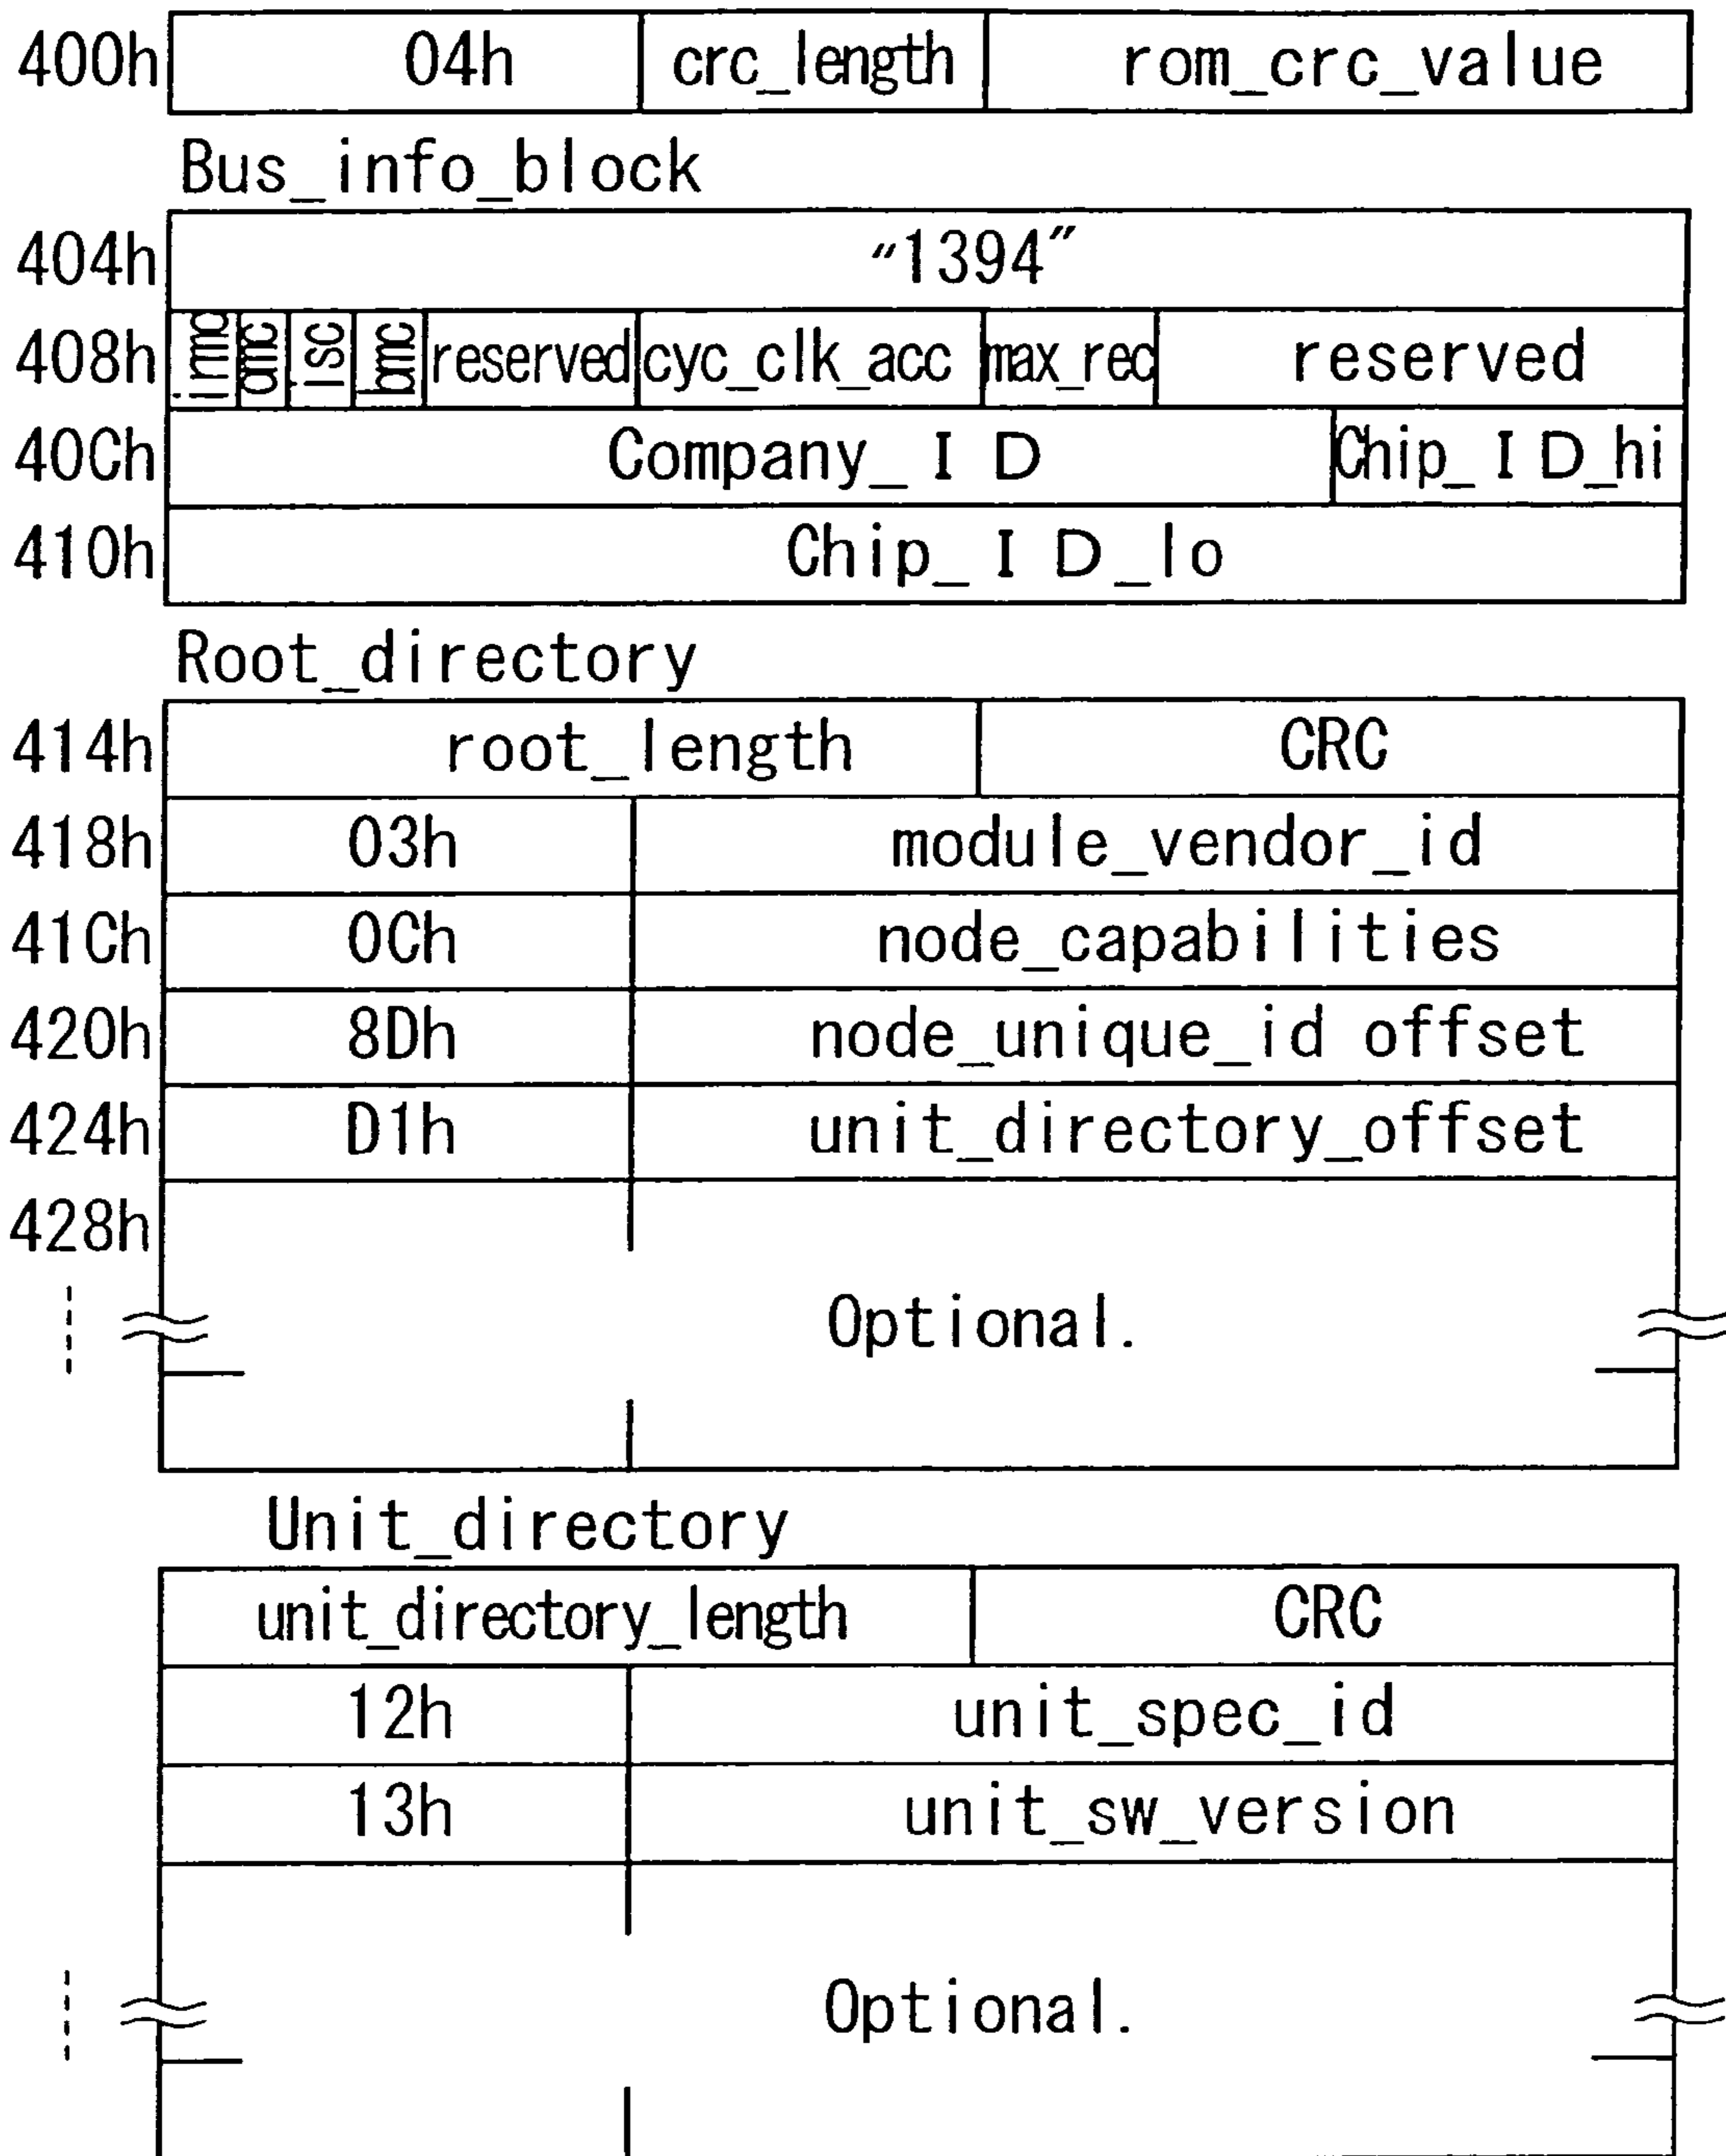 400h 04h crc_length rom_crc_value
Bus_info_block
404h "1394"
408h irmc cmc isc bmc reserved cyc_clk_acc max_rec reserved
40Ch Company_ID Chip_ID_hi
410h Chip_ID_lo
Root_directory
414h root_length CRC
418h 03h module_vendor_id
41Ch 0Ch node_capabilities
420h 8Dh node_unique_id offset
424h D1h unit_directory_offset
428h
Optional.
Unit_directory
unit_directory_length CRC
12h unit_spec_id
13h unit_sw_version
Optional.